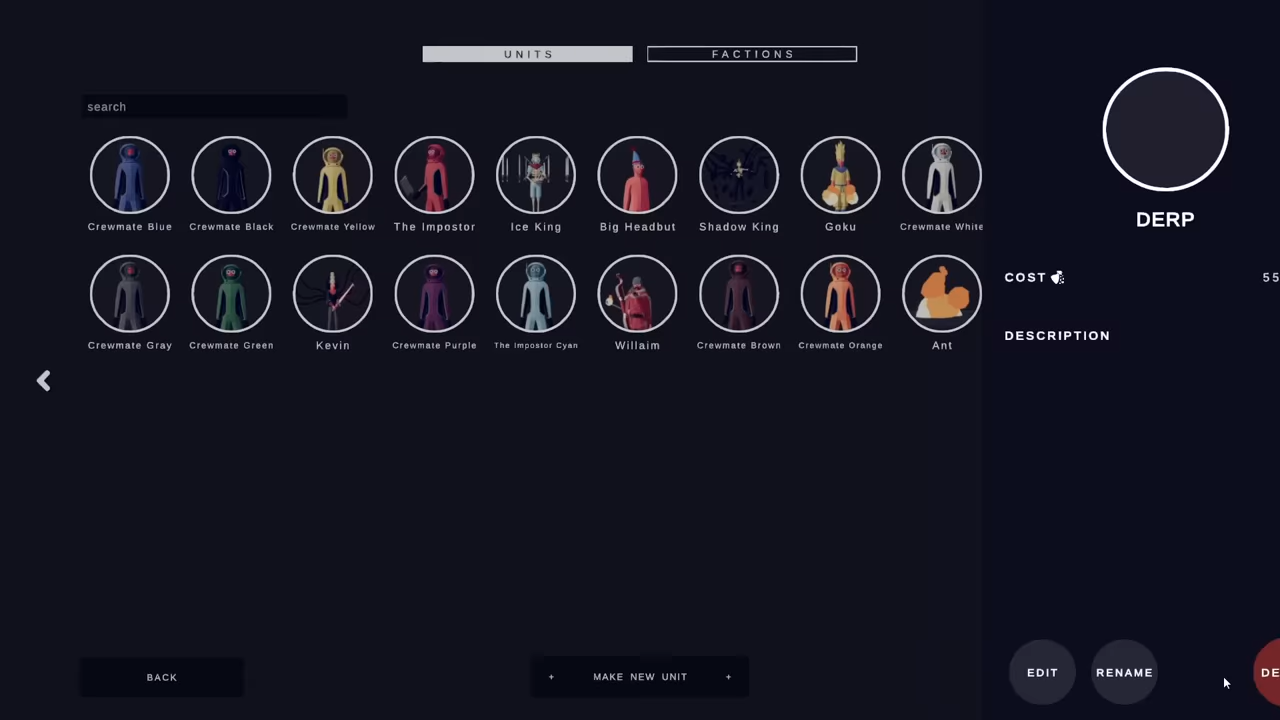 UNITS
FACTIONS
search
Crewmate Blue
Crewmate Black
Crewmate Yellow
The Impostor
Ice King
Big Headbut
Shadow King
Goku
Crewmate White
Crewmate Gray
Crewmate Green
Kevin
Crewmate Purple
The Impostor Cyan
Willaim
Crewmate Brown
Crewmate Orange
Ant
BACK
+ MAKE NEW UNIT +
DERP
COST 55
DESCRIPTION
EDIT
RENAME
DE